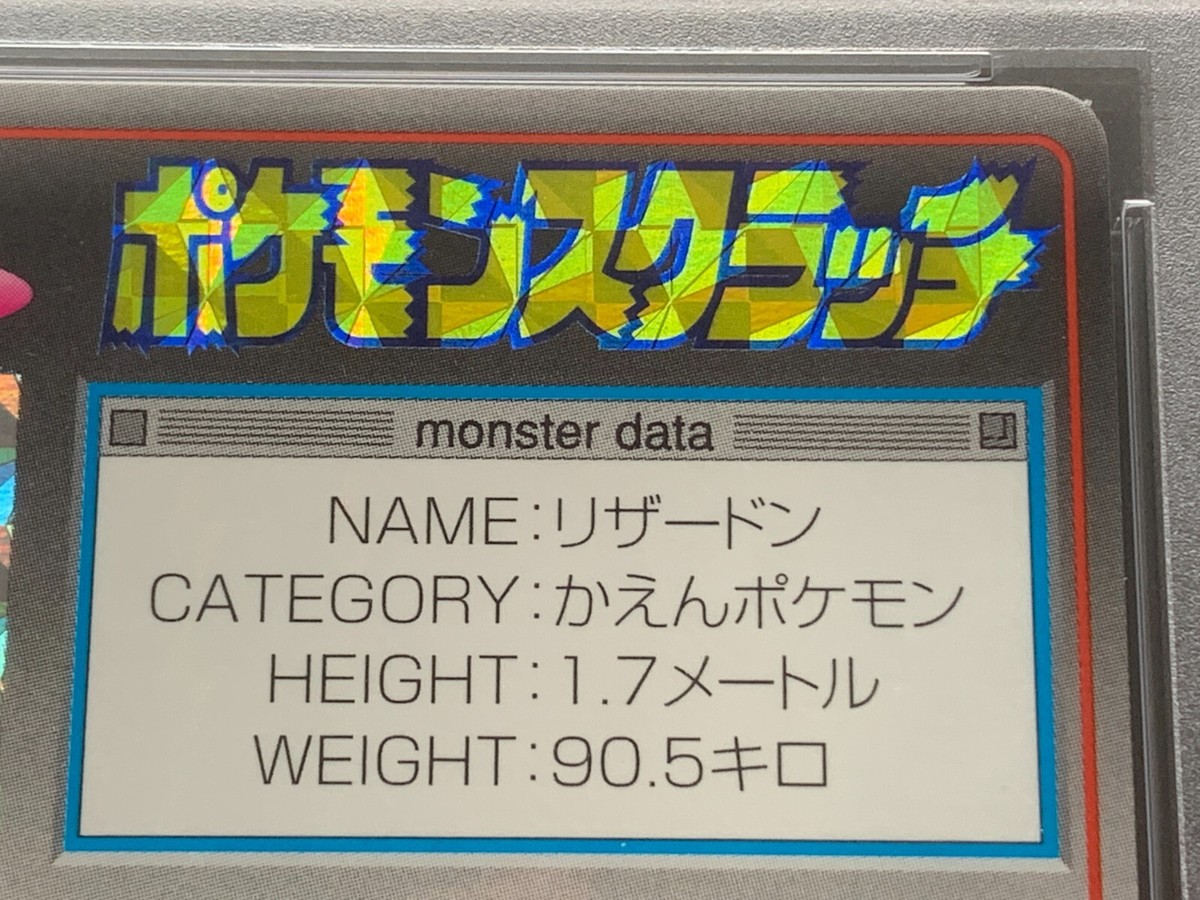 ポケモンスクラッチ
monster data
NAME:リザードン
CATEGORY:かえんポケモン
HEIGHT:1.7メートル
WEIGHT:90.5キロ